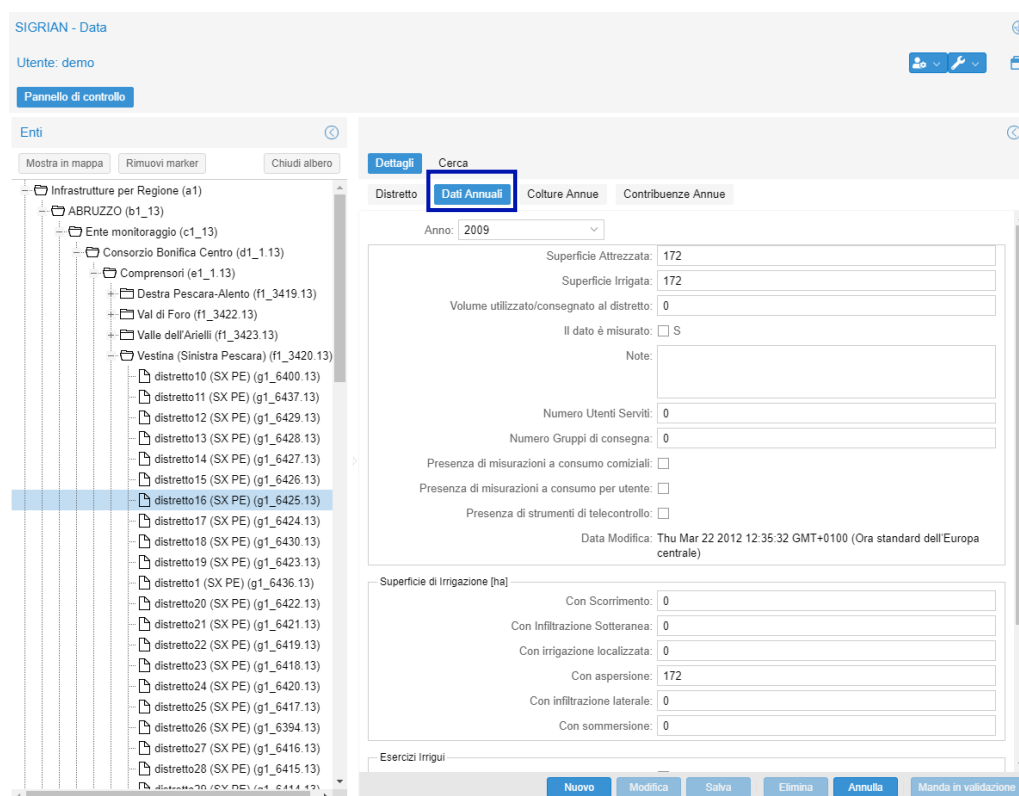 SIGRIAN - Data
Utente: demo
Pannello di controllo
Enti
Mostra in mappa Rimuovi marker Chiudi albero
Infrastrutture per Regione (a1)
ABRUZZO (b1_13)
Ente monitoraggio (c1_13)
Consorzio Bonifica Centro (d1_1.13)
Comprensori (e1_1.13)
Destra Pescara-Alento (f1_3419.13)
Val di Foro (f1_3422.13)
Valle dell'Arielli (f1_3423.13)
Vestina (Sinistra Pescara) (f1_3420.13)
distretto10 (SX PE) (g1_6400.13)
distretto11 (SX PE) (g1_6437.13)
distretto12 (SX PE) (g1_6429.13)
distretto13 (SX PE) (g1_6428.13)
distretto14 (SX PE) (g1_6427.13)
distretto15 (SX PE) (g1_6426.13)
distretto16 (SX PE) (g1_6425.13)
distretto17 (SX PE) (g1_6424.13)
distretto18 (SX PE) (g1_6430.13)
distretto19 (SX PE) (g1_6423.13)
distretto1 (SX PE) (g1_6436.13)
distretto20 (SX PE) (g1_6422.13)
distretto21 (SX PE) (g1_6421.13)
distretto22 (SX PE) (g1_6419.13)
distretto23 (SX PE) (g1_6418.13)
distretto24 (SX PE) (g1_6420.13)
distretto25 (SX PE) (g1_6417.13)
distretto26 (SX PE) (g1_6394.13)
distretto27 (SX PE) (g1_6416.13)
distretto28 (SX PE) (g1_6415.13)
distretto29 (SX PE) (g1_6414.13)
Dettagli Cerca
Distretto Dati Annuali Colture Annue Contribuenze Annue
Anno: 2009
Superficie Attrezzata: 172
Superficie Irrigata: 172
Volume utilizzato/consegnato al distretto: 0
Il dato è misurato: S
Note:
Numero Utenti Serviti: 0
Numero Gruppi di consegna: 0
Presenza di misurazioni a consumo comiziali:
Presenza di misurazioni a consumo per utente:
Presenza di strumenti di telecontrollo:
Data Modifica: Thu Mar 22 2012 12:35:32 GMT+0100 (Ora standard dell'Europa
centrale)
Superficie di Irrigazione [ha]
Con Scorrimento: 0
Con Infiltrazione Sotteranea: 0
Con irrigazione localizzata: 0
Con aspersione: 172
Con infiltrazione laterale: 0
Con sommersione: 0
Esercizi Irrigui
Nuovo Modifica Salva Elimina Annulla Manda in validazione